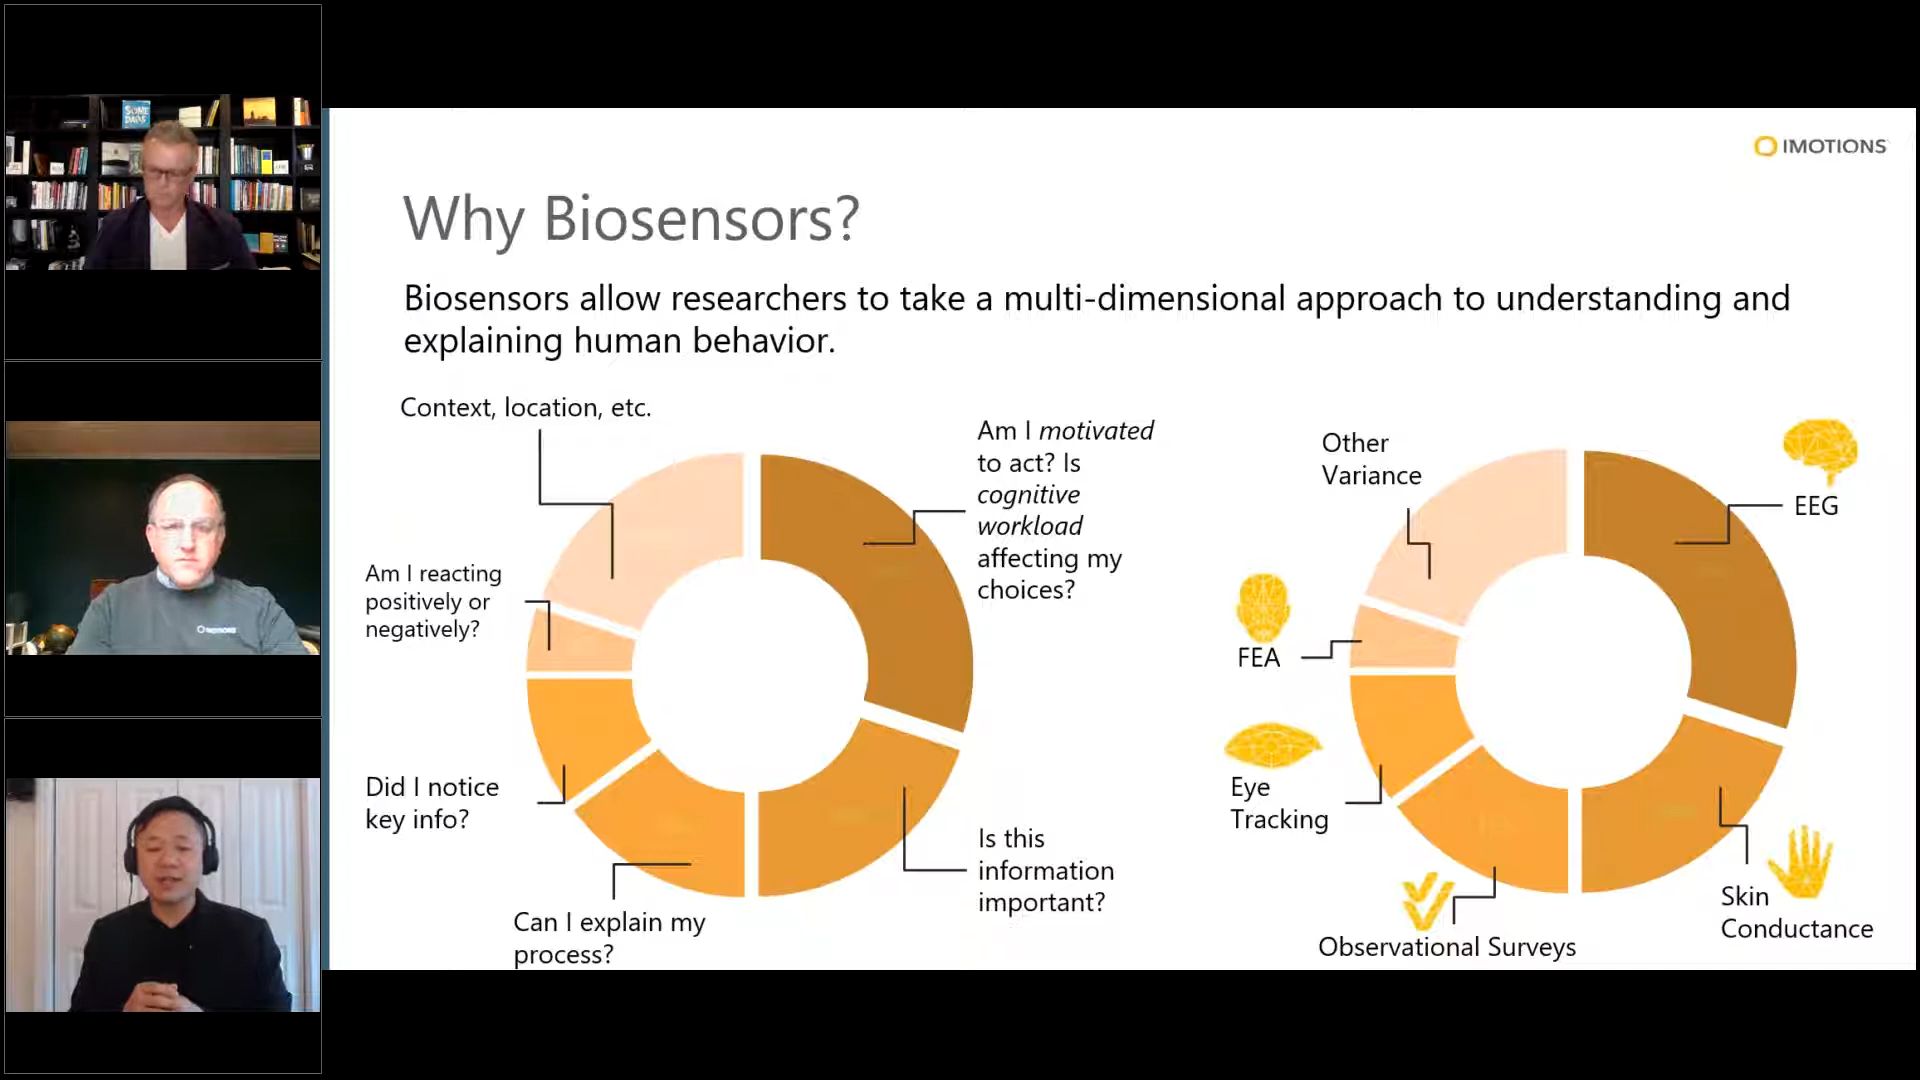 SOME
DADS
IMOTIONS
IMOTIONS
Why Biosensors?
Biosensors allow researchers to take a multi-dimensional approach to understanding and
explaining human behavior.
Context, location, etc.
Am I motivated
to act? Is
cognitive
workload
affecting my
choices?
Am I reacting
positively or
negatively?
Did I notice
key info?
Can I explain my
process?
Is this
information
important?
Other
Variance
EEG
FEA
Eye
Tracking
Observational Surveys
Skin
Conductance